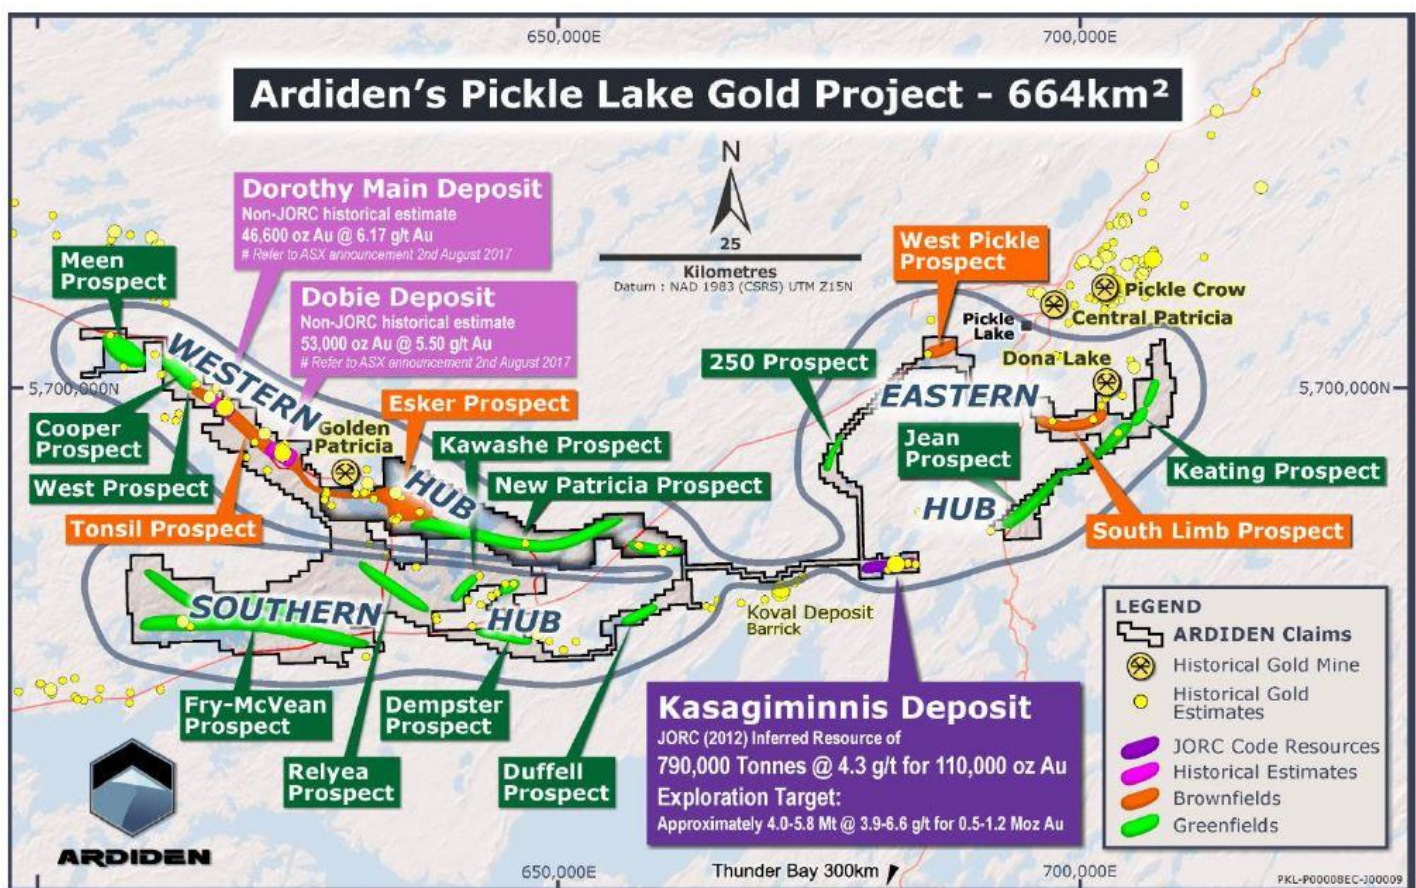 650,000E
700,000E
Ardiden's Pickle Lake Gold Project - 664km²
N
25
Kilometres
Datum : NAD 1983 (CSRS) UTM Z15N
Dorothy Main Deposit
Non-JORC historical estimate
46,600 oz Au @ 6.17 g/t Au
# Refer to ASX announcement 2nd August 2017
Meen
Prospect
Dobie Deposit
Non-JORC historical estimate
53,000 oz Au @ 5.50 g/t Au
# Refer to ASX announcement 2nd August 2017
West Pickle
Prospect
Pickle Crow
Central Patricia
Pickle
Lake
Dona Lake
250 Prospect
5,700,000N
5,700,000N
WESTERN
HUB
EASTERN
HUB
Cooper
Prospect
West Prospect
Tonsil Prospect
Golden
Patricia
Esker Prospect
Kawashe Prospect
New Patricia Prospect
Jean
Prospect
Keating Prospect
South Limb Prospect
SOUTHERN
HUB
Koval Deposit
Barrick
Fry-McVean
Prospect
Relyea
Prospect
Dempster
Prospect
Duffell
Prospect
Kasagiminnis Deposit
JORC (2012) Inferred Resource of
790,000 Tonnes @ 4.3 g/t for 110,000 oz Au
Exploration Target:
Approximately 4.0-5.8 Mt @ 3.9-6.6 g/t for 0.5-1.2 Moz Au
LEGEND
ARDIDEN Claims
Historical Gold Mine
Historical Gold
Estimates
JORC Code Resources
Historical Estimates
Brownfields
Greenfields
ARDIDEN
650,000E
Thunder Bay 300km
700,000E